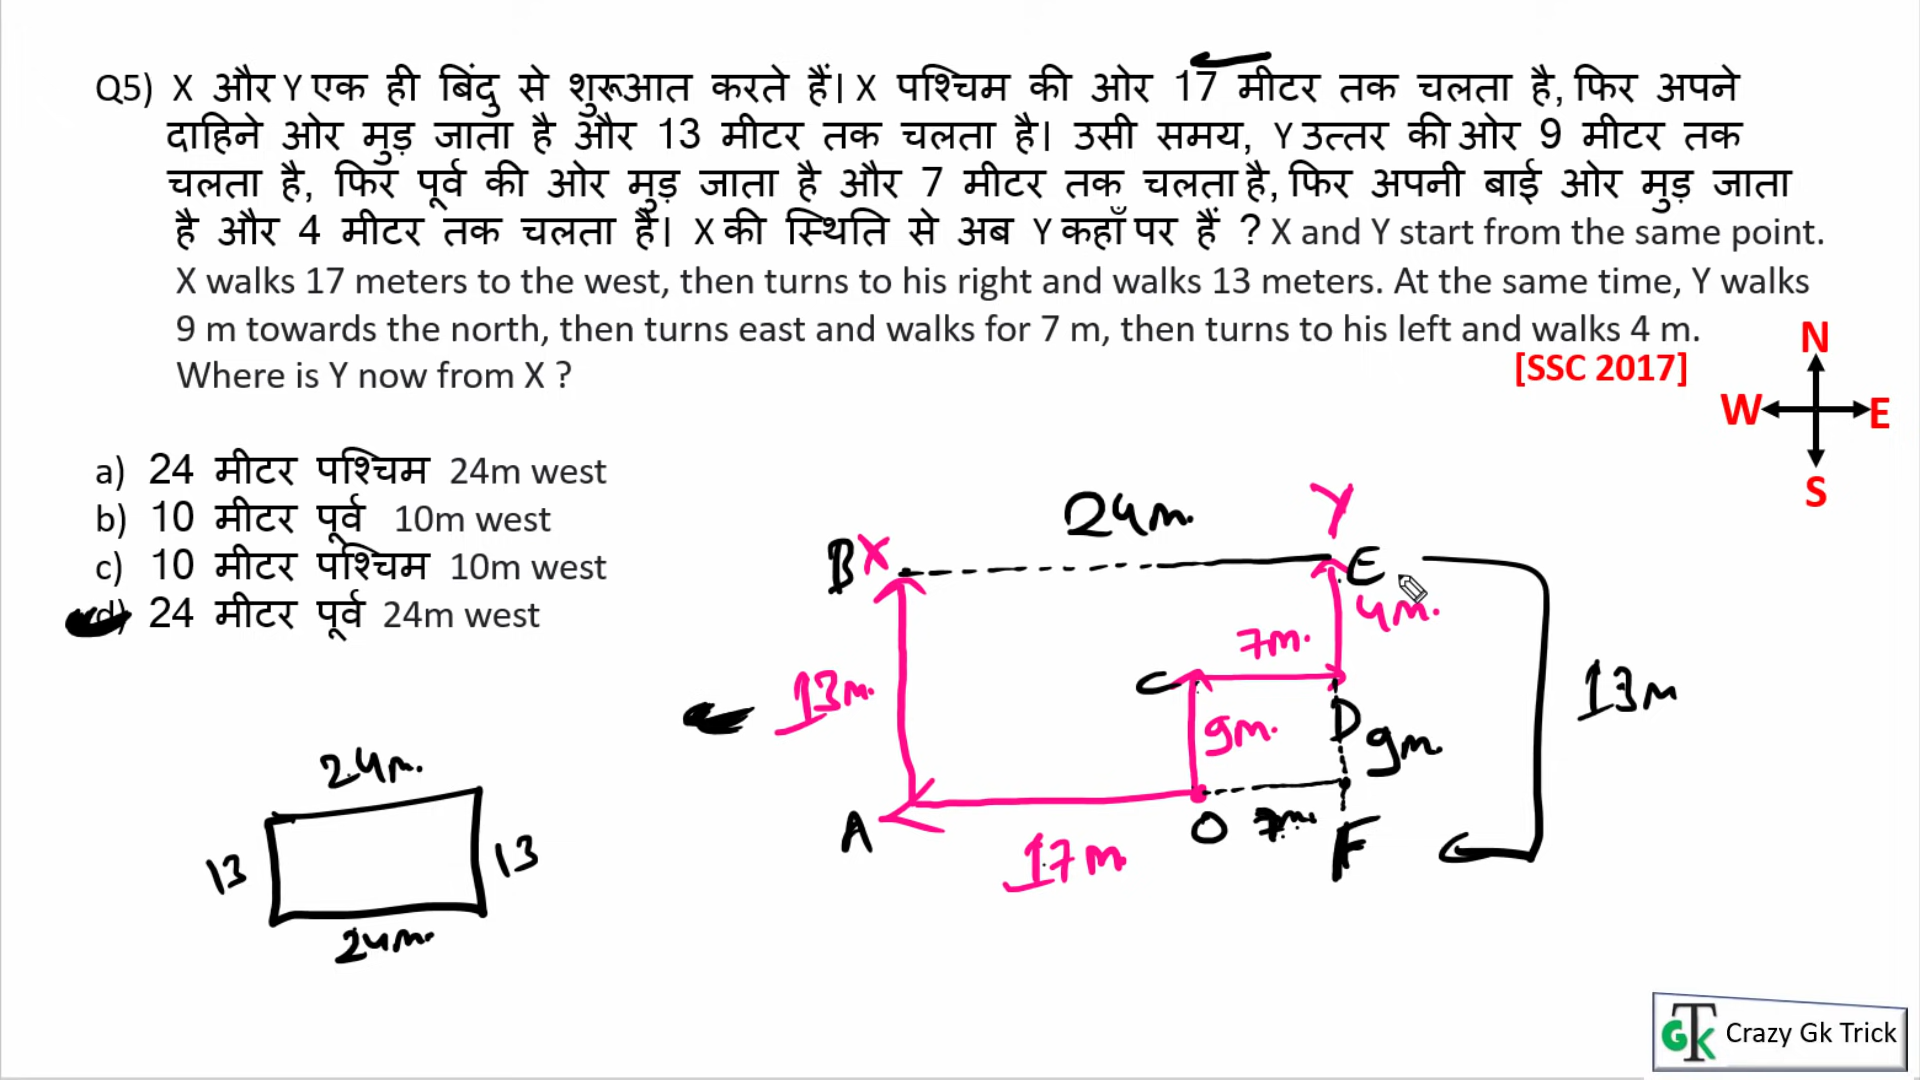 Q5) X और Y एक ही बिंदु से शुरूआत करते हैं। X पश्चिम की ओर 17 मीटर तक चलता है, फिर अपने
दाहिने ओर मुड़ जाता है और 13 मीटर तक चलता है। उसी समय, Y उत्तर की ओर 9 मीटर तक
चलता है, फिर पूर्व की ओर मुड़ जाता है और 7 मीटर तक चलता है, फिर अपनी बाई ओर मुड़ जाता
है और 4 मीटर तक चलता है। X की स्थिति से अब Y कहाँ पर हैं ? X and Y start from the same point.
X walks 17 meters to the west, then turns to his right and walks 13 meters. At the same time, Y walks
9 m towards the north, then turns east and walks for 7 m, then turns to his left and walks 4 m.
Where is Y now from X ?
[SSC 2017]
N
W E
S
a) 24 मीटर पश्चिम 24m west
b) 10 मीटर पूर्व 10m west
c) 10 मीटर पश्चिम 10m west
d) 24 मीटर पूर्व 24m west
24m.
Y
B X
E
4m.
7m.
13m.
C
13m
9m.
D
9m.
A
O
7m.
F
17m
24m.
13
13
24m.
GTK Crazy Gk Trick